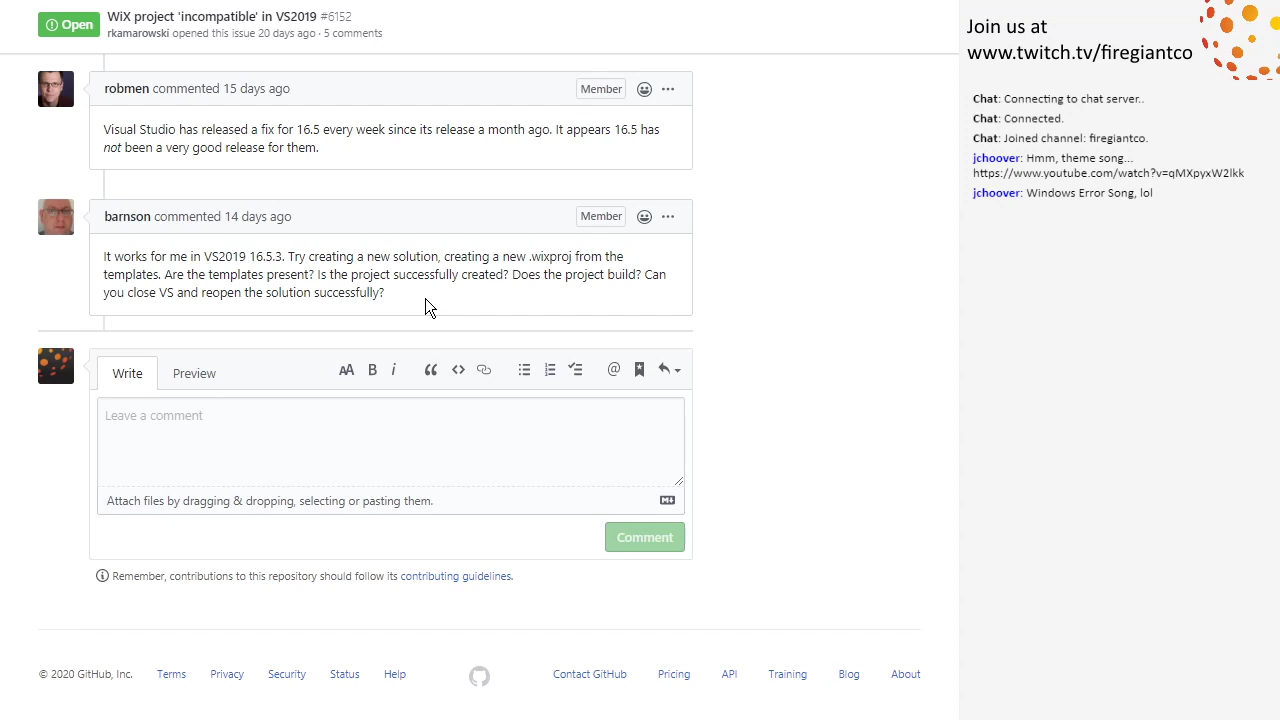 Open
WiX project 'incompatible' in VS2019 #6152
rkamarowski opened this issue 20 days ago · 5 comments
robmen commented 15 days ago
Member
Visual Studio has released a fix for 16.5 every week since its release a month ago. It appears 16.5 has
not been a very good release for them.
barnson commented 14 days ago
Member
It works for me in VS2019 16.5.3. Try creating a new solution, creating a new .wixproj from the
templates. Are the templates present? Is the project successfully created? Does the project build? Can
you close VS and reopen the solution successfully?
Write Preview
Leave a comment
Attach files by dragging & dropping, selecting or pasting them.
Comment
Remember, contributions to this repository should follow its contributing guidelines.
© 2020 GitHub, Inc. Terms Privacy Security Status Help Contact GitHub Pricing API Training Blog About
Join us at
www.twitch.tv/firegiantco
Chat: Connecting to chat server..
Chat: Connected.
Chat: Joined channel: firegiantco.
jchoover: Hmm, theme song...
https://www.youtube.com/watch?v=qMXpyxW2lkk
jchoover: Windows Error Song, lol